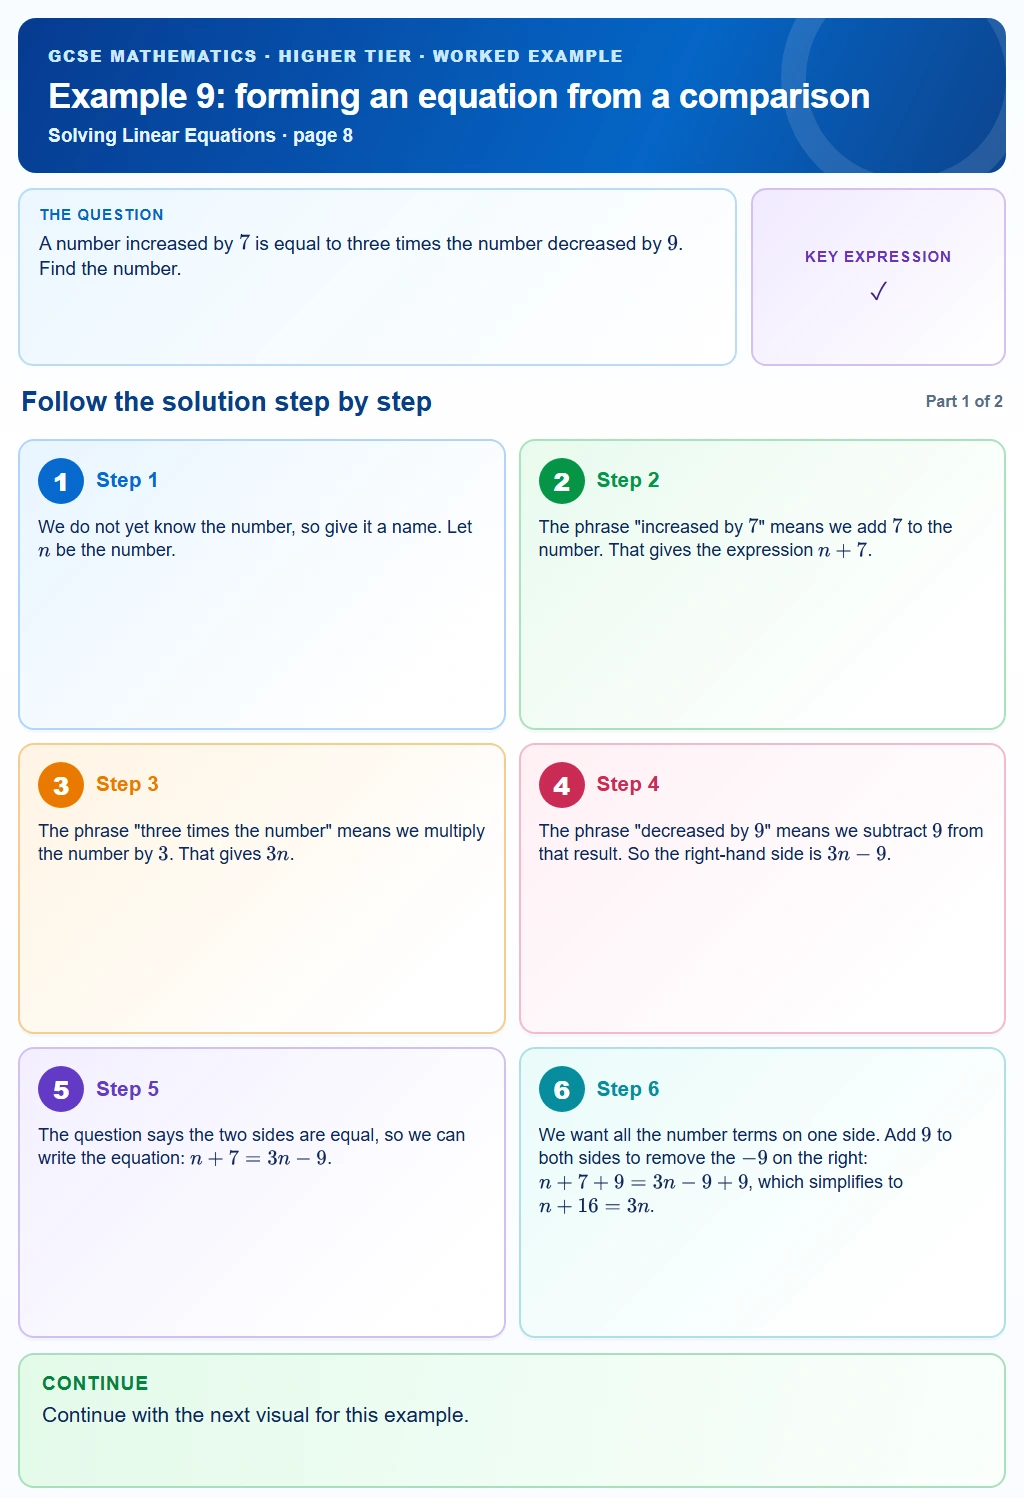 GCSE MATHEMATICS · HIGHER TIER · WORKED EXAMPLE
Example 9: forming an equation from a comparison
Solving Linear Equations · page 8
THE QUESTION
A number increased by 7 is equal to three times the number decreased by 9.
Find the number.
KEY EXPRESSION
✓
Follow the solution step by step
Part 1 of 2
1 Step 1
We do not yet know the number, so give it a name. Let
n be the number.
2 Step 2
The phrase "increased by 7" means we add 7 to the
number. That gives the expression n + 7.
3 Step 3
The phrase "three times the number" means we multiply
the number by 3. That gives 3n.
4 Step 4
The phrase "decreased by 9" means we subtract 9 from
that result. So the right-hand side is 3n − 9.
5 Step 5
The question says the two sides are equal, so we can
write the equation: n + 7 = 3n − 9.
6 Step 6
We want all the number terms on one side. Add 9 to
both sides to remove the −9 on the right:
n + 7 + 9 = 3n − 9 + 9, which simplifies to
n + 16 = 3n.
CONTINUE
Continue with the next visual for this example.